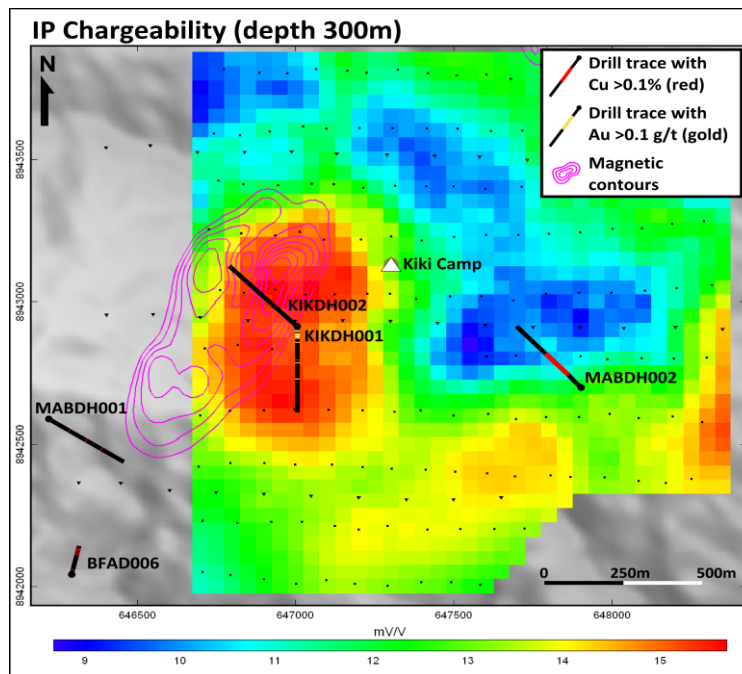 IP Chargeability (depth 300m)
N
Drill trace with
Cu >0.1% (red)
Drill trace with
Au >0.1 g/t (gold)
Magnetic
contours
8943500
8943000
8942500
8942000
Kiki Camp
KIKDH002
KIKDH001
MABDH002
MABDH001
BFAD006
0 250m 500m
646500 647000 647500 648000
mV/V
9 10 11 12 13 14 15